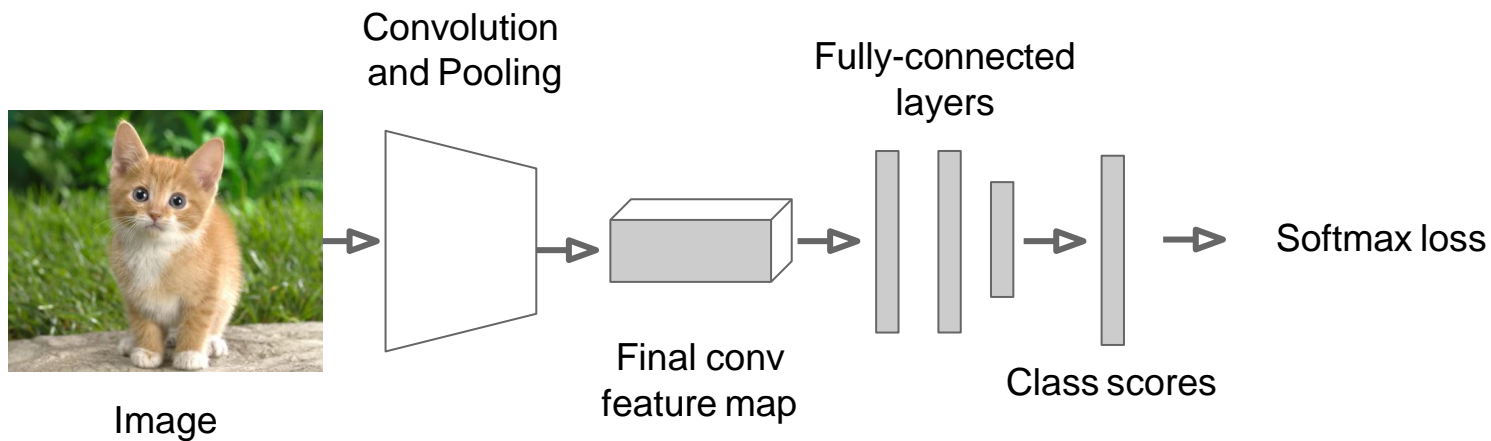 Convolution
and Pooling
Fully-connected
layers
Softmax loss
Final conv
feature map
Class scores
Image